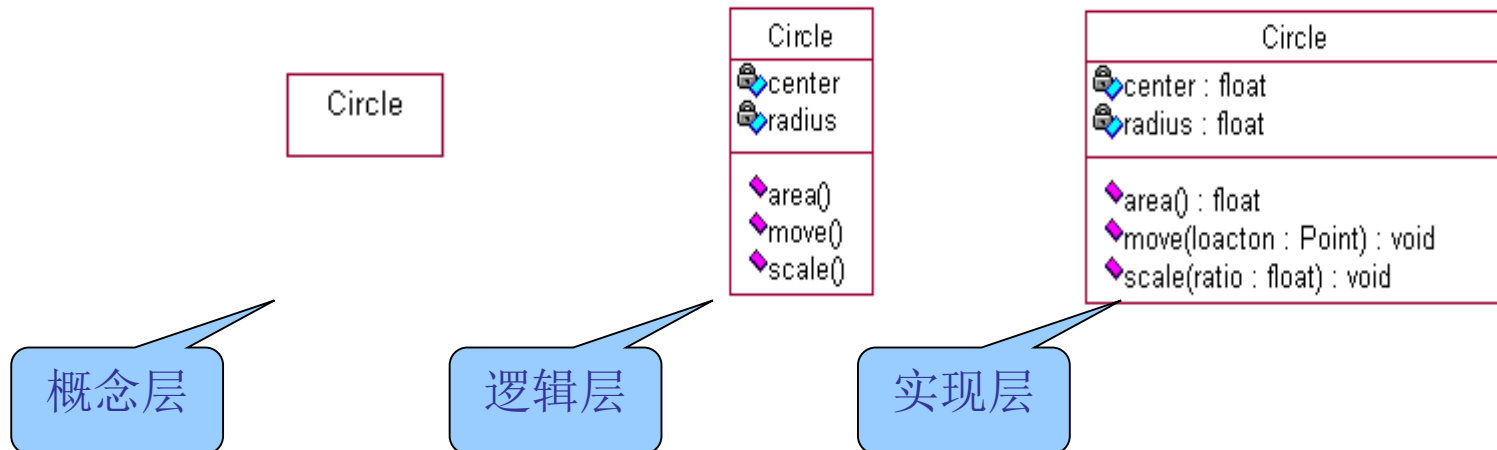 Circle
概念层
Circle
center
radius
area()
move()
scale()
逻辑层
Circle
center : float
radius : float
area() : float
move(loacton : Point) : void
scale(ratio : float) : void
实现层